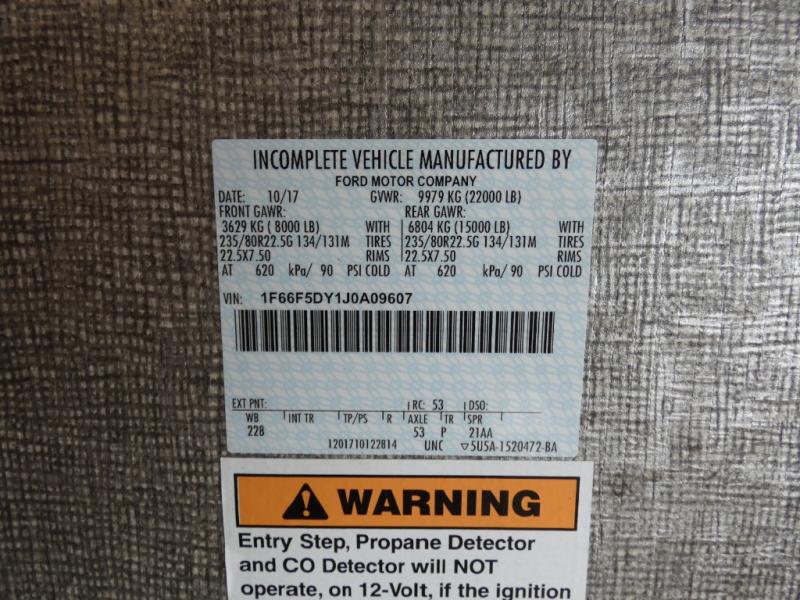 INCOMPLETE VEHICLE MANUFACTURED BY
FORD MOTOR COMPANY
DATE: 10/17 GVWR: 9979 KG (22000 LB)
FRONT GAWR: REAR GAWR:
3629 KG ( 8000 LB) WITH 6804 KG (15000 LB) WITH
235/80R22.5G 134/131M TIRES 235/80R22.5G 134/131M TIRES
22.5X7.50 RIMS 22.5X7.50 RIMS
AT 620 kPa/ 90 PSI COLD AT 620 kPa/ 90 PSI COLD
VIN: 1F66F5DY1J0A09607
EXT PNT: RC: 53 DSO:
WB INT TR TP/PS R AXLE TR SPR
228 53 P 21AA
1201710122814 UNC ▽5U5A-1520472-BA
WARNING
Entry Step, Propane Detector
and CO Detector will NOT
operate, on 12-Volt, if the ignition